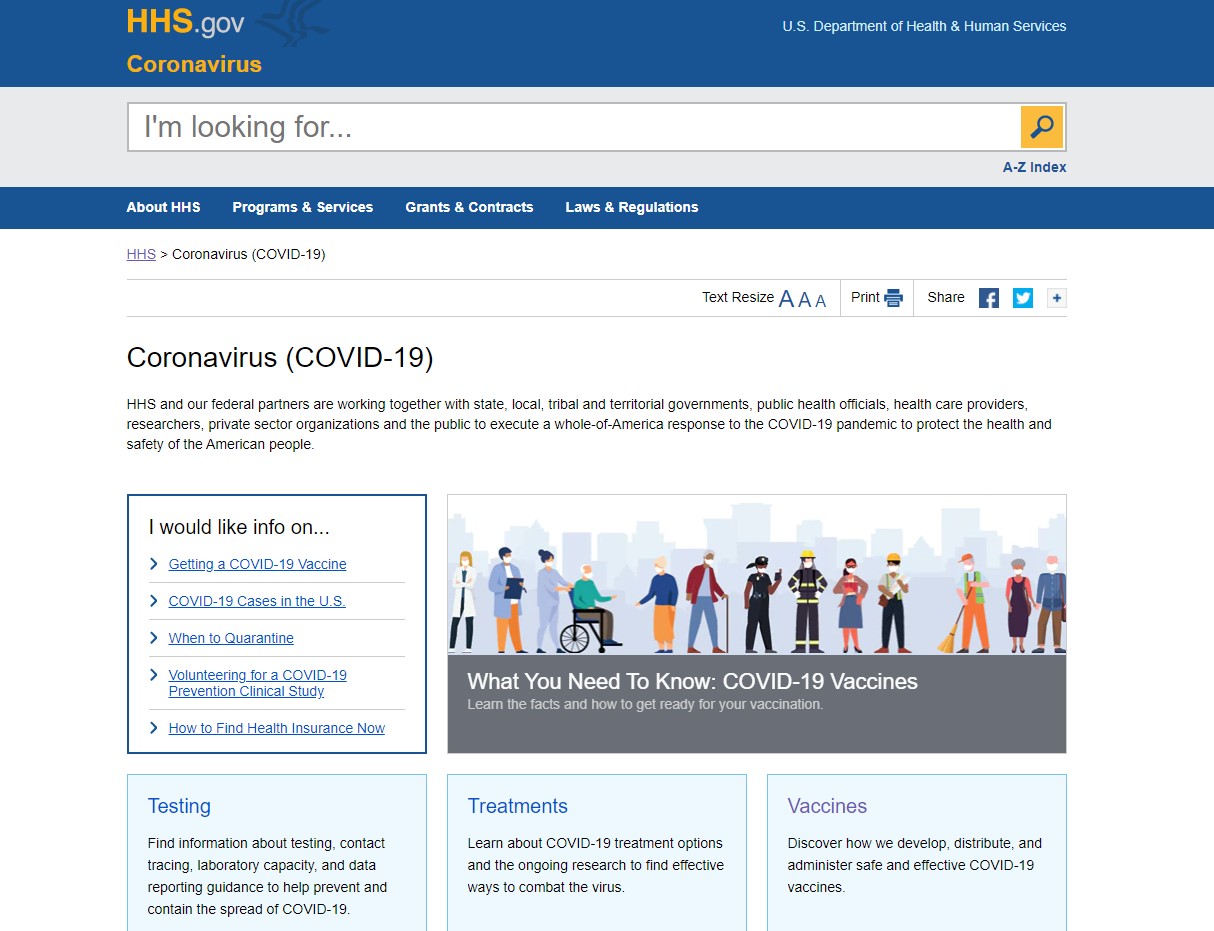 HHS.gov
U.S. Department of Health & Human Services
Coronavirus
I'm looking for...
A-Z Index
About HHS Programs & Services Grants & Contracts Laws & Regulations
HHS > Coronavirus (COVID-19)
Text Resize A A A Print Share
Coronavirus (COVID-19)
HHS and our federal partners are working together with state, local, tribal and territorial governments, public health officials, health care providers,
researchers, private sector organizations and the public to execute a whole-of-America response to the COVID-19 pandemic to protect the health and
safety of the American people.
I would like info on...
Getting a COVID-19 Vaccine
COVID-19 Cases in the U.S.
When to Quarantine
Volunteering for a COVID-19
Prevention Clinical Study
How to Find Health Insurance Now
What You Need To Know: COVID-19 Vaccines
Learn the facts and how to get ready for your vaccination.
Testing
Find information about testing, contact
tracing, laboratory capacity, and data
reporting guidance to help prevent and
contain the spread of COVID-19.
Treatments
Learn about COVID-19 treatment options
and the ongoing research to find effective
ways to combat the virus.
Vaccines
Discover how we develop, distribute, and
administer safe and effective COVID-19
vaccines.